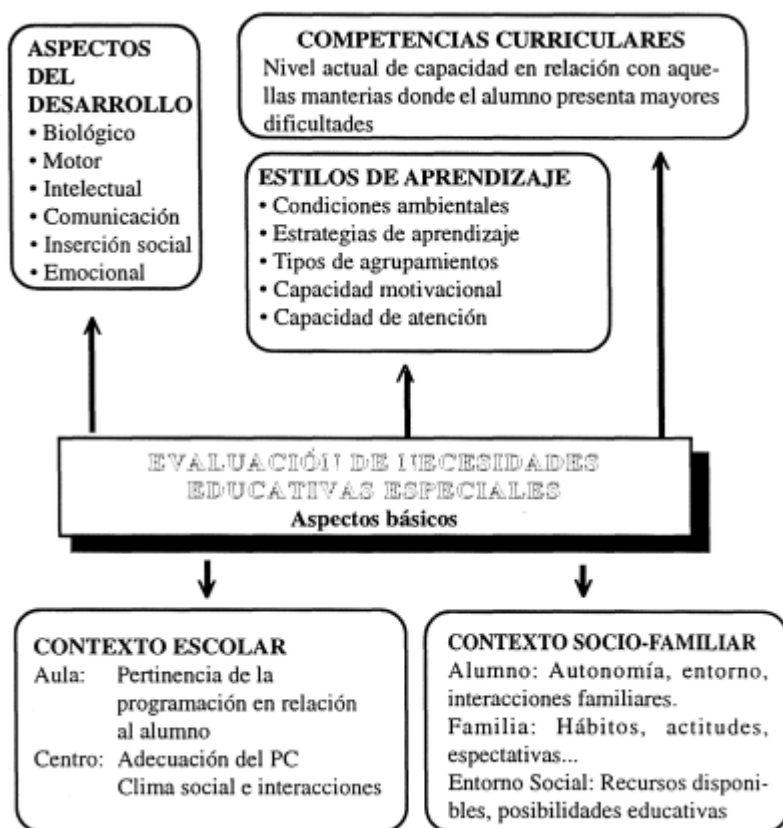 ASPECTOS
DEL
DESARROLLO
• Biológico
• Motor
• Intelectual
• Comunicación
• Inserción social
• Emocional
COMPETENCIAS CURRICULARES
Nivel actual de capacidad en relación con aque-
llas manterias donde el alumno presenta mayores
dificultades
ESTILOS DE APRENDIZAJE
• Condiciones ambientales
• Estrategias de aprendizaje
• Tipos de agrupamientos
• Capacidad motivacional
• Capacidad de atención
EVALUACIÓN DE NECESIDADES
EDUCATIVAS ESPECIALES
Aspectos básicos
CONTEXTO ESCOLAR
Aula: Pertinencia de la
programación en relación
al alumno
Centro: Adecuación del PC
Clima social e interacciones
CONTEXTO SOCIO-FAMILIAR
Alumno: Autonomía, entorno,
interacciones familiares.
Familia: Hábitos, actitudes,
espectativas...
Entorno Social: Recursos disponi-
bles, posibilidades educativas